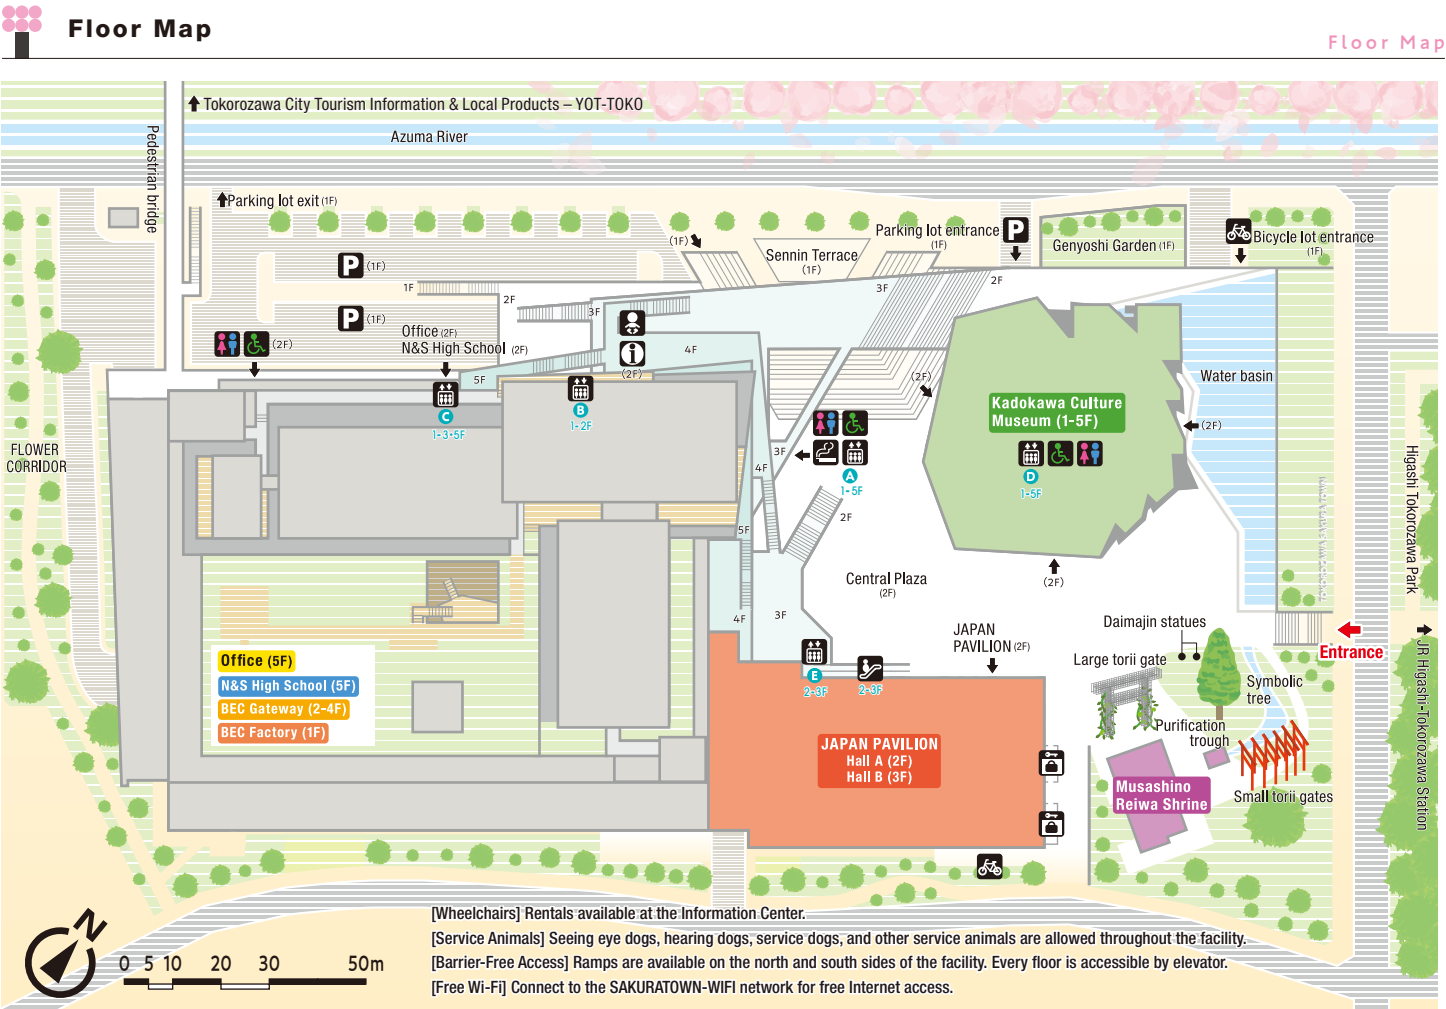 Floor Map
Floor Map
Tokorozawa City Tourism Information & Local Products – YOT-TOKO
Azuma River
Pedestrian bridge
Parking lot exit (1F)
P (1F)
P (1F)
1F
2F
3F
(1F)
Sennin Terrace
(1F)
Parking lot entrance
(1F)
P
Genyoshi Garden (1F)
Bicycle lot entrance
(1F)
3F
2F
(2F)
Office (2F)
N&S High School (2F)
i
(2F)
4F
5F
C
1-3•5F
B
1-2F
(2F)
Kadokawa Culture
Museum (1-5F)
D
1-5F
Water basin
(2F)
FLOWER
CORRIDOR
3F
4F
A
1-5F
2F
5F
Higashi Tokorozawa Park
Central Plaza
(2F)
(2F)
4F
3F
JAPAN
PAVILION (2F)
Daimajin statues
Large torii gate
Symbolic
tree
Purification
trough
Entrance
JR Higashi-Tokorozawa Station
Office (5F)
N&S High School (5F)
BEC Gateway (2-4F)
BEC Factory (1F)
E
2-3F
2-3F
JAPAN PAVILION
Hall A (2F)
Hall B (3F)
Musashino
Reiwa Shrine
Small torii gates
N
0 5 10 20 30 50m
[Wheelchairs] Rentals available at the Information Center.
[Service Animals] Seeing eye dogs, hearing dogs, service dogs, and other service animals are allowed throughout the facility.
[Barrier-Free Access] Ramps are available on the north and south sides of the facility. Every floor is accessible by elevator.
[Free Wi-Fi] Connect to the SAKURATOWN-WIFI network for free Internet access.